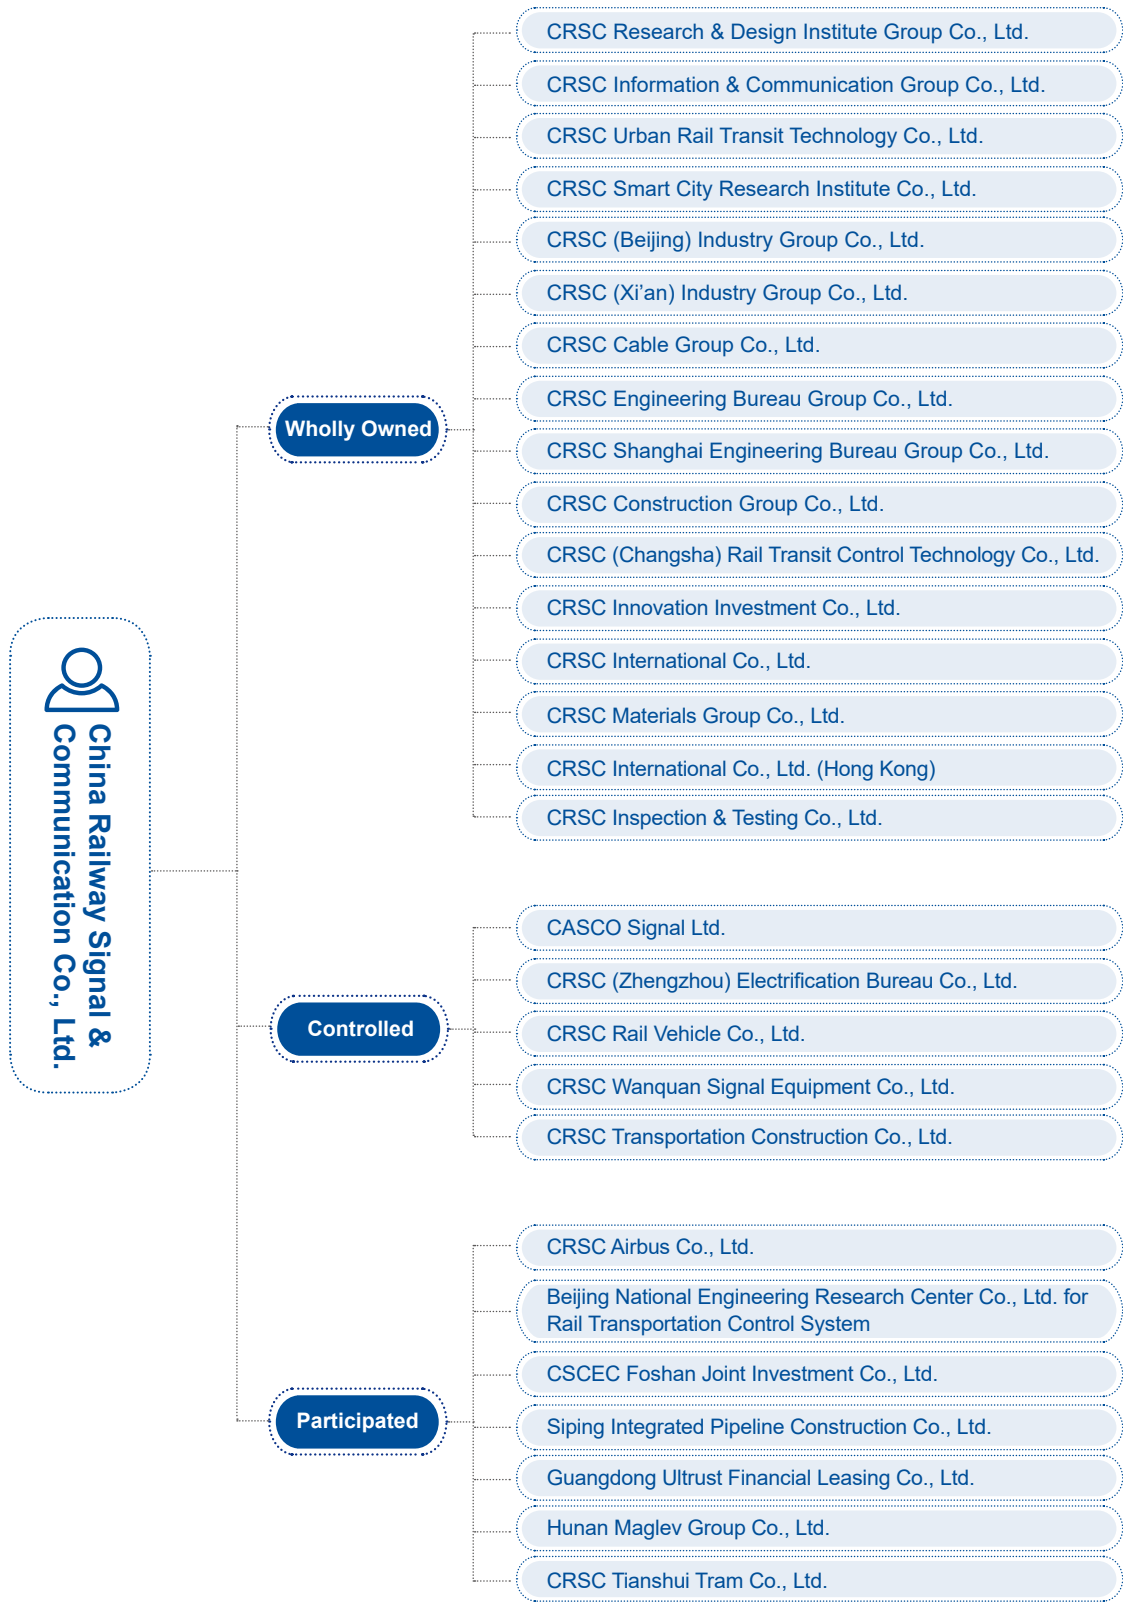 China Railway Signal &
Communication Co., Ltd.
Wholly Owned
CRSC Research & Design Institute Group Co., Ltd.
CRSC Information & Communication Group Co., Ltd.
CRSC Urban Rail Transit Technology Co., Ltd.
CRSC Smart City Research Institute Co., Ltd.
CRSC (Beijing) Industry Group Co., Ltd.
CRSC (Xi’an) Industry Group Co., Ltd.
CRSC Cable Group Co., Ltd.
CRSC Engineering Bureau Group Co., Ltd.
CRSC Shanghai Engineering Bureau Group Co., Ltd.
CRSC Construction Group Co., Ltd.
CRSC (Changsha) Rail Transit Control Technology Co., Ltd.
CRSC Innovation Investment Co., Ltd.
CRSC International Co., Ltd.
CRSC Materials Group Co., Ltd.
CRSC International Co., Ltd. (Hong Kong)
CRSC Inspection & Testing Co., Ltd.
Controlled
CASCO Signal Ltd.
CRSC (Zhengzhou) Electrification Bureau Co., Ltd.
CRSC Rail Vehicle Co., Ltd.
CRSC Wanquan Signal Equipment Co., Ltd.
CRSC Transportation Construction Co., Ltd.
Participated
CRSC Airbus Co., Ltd.
Beijing National Engineering Research Center Co., Ltd. for
Rail Transportation Control System
CSCEC Foshan Joint Investment Co., Ltd.
Siping Integrated Pipeline Construction Co., Ltd.
Guangdong Ultrust Financial Leasing Co., Ltd.
Hunan Maglev Group Co., Ltd.
CRSC Tianshui Tram Co., Ltd.